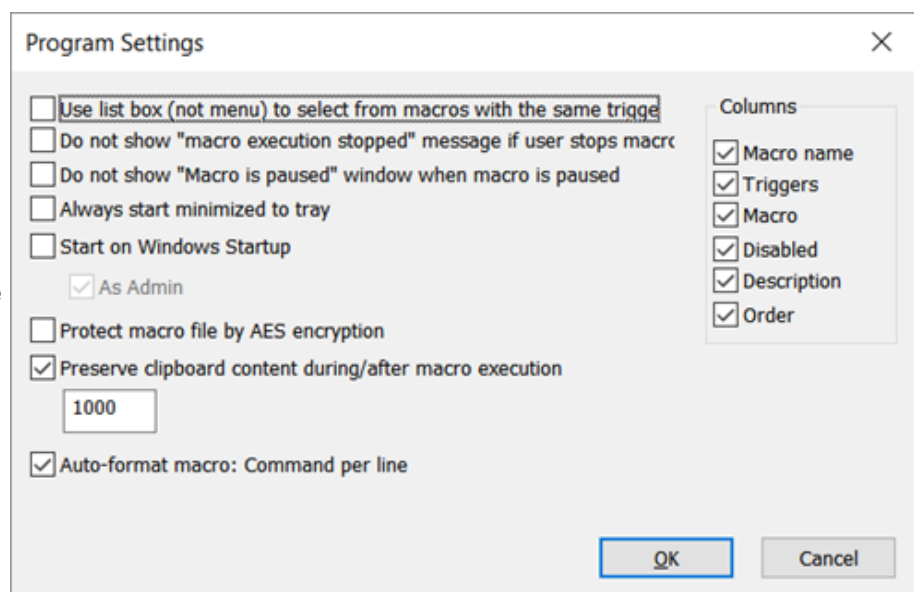 Program Settings
Use list box (not menu) to select from macros with the same trigge
Do not show "macro execution stopped" message if user stops macro
Do not show "Macro is paused" window when macro is paused
Always start minimized to tray
Start on Windows Startup
As Admin
Protect macro file by AES encryption
Preserve clipboard content during/after macro execution
1000
Auto-format macro: Command per line
Columns
Macro name
Triggers
Macro
Disabled
Description
Order
OK
Cancel